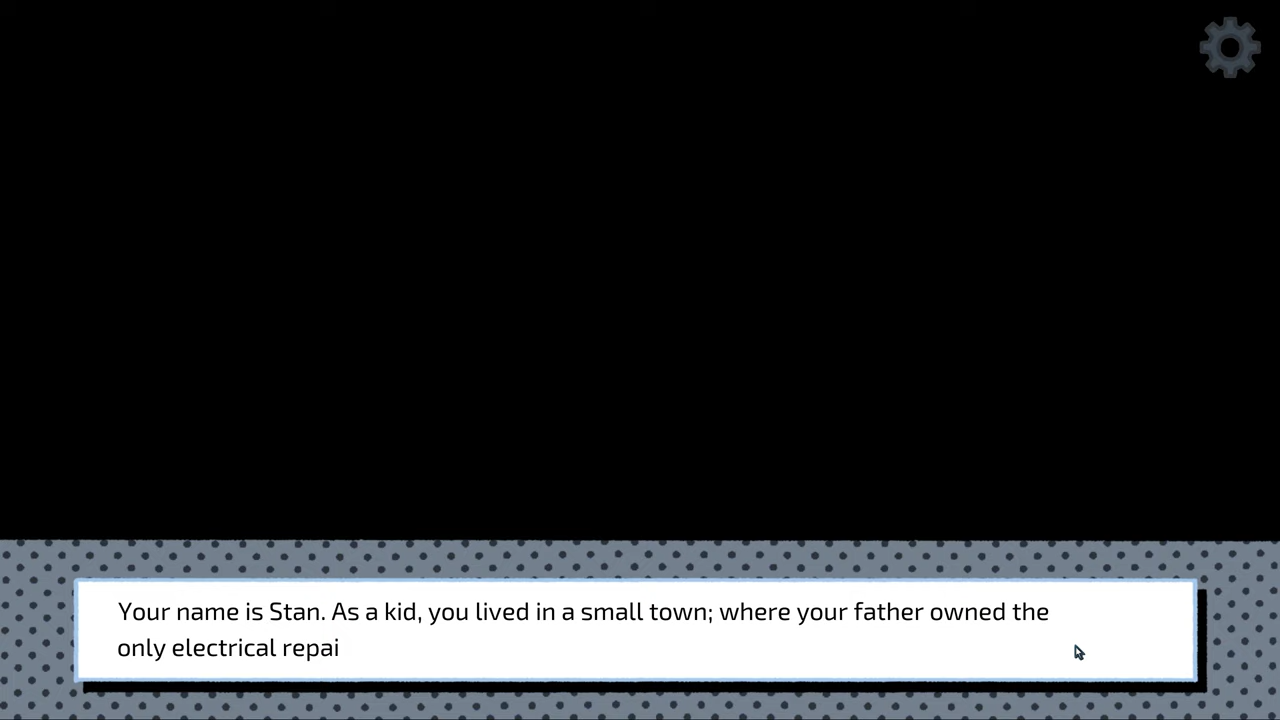 Your name is Stan. As a kid, you lived in a small town; where your father owned the
only electrical repai